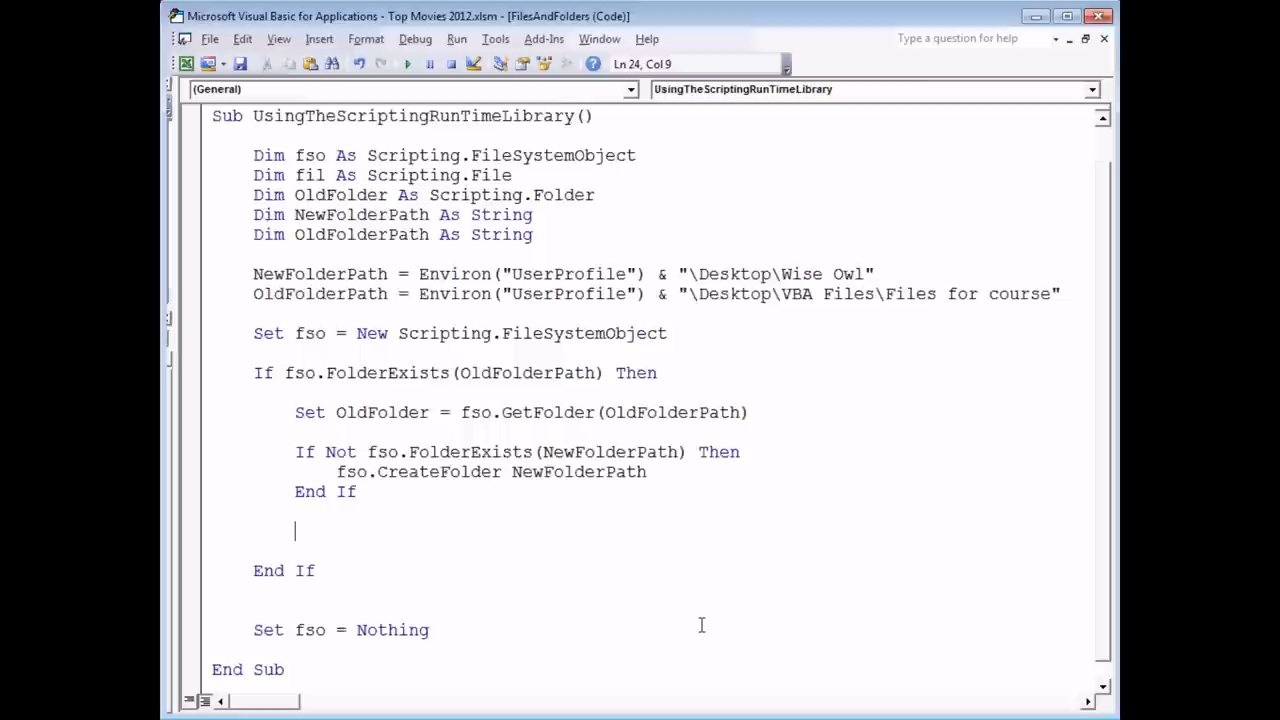 Microsoft Visual Basic for Applications - Top Movies 2012.xlsm - [FilesAndFolders (Code)]
File Edit View Insert Format Debug Run Tools Add-Ins Window Help Type a question for help
Ln 24, Col 9
(General) UsingTheScriptingRunTimeLibrary
Sub UsingTheScriptingRunTimeLibrary()
Dim fso As Scripting.FileSystemObject
Dim fil As Scripting.File
Dim OldFolder As Scripting.Folder
Dim NewFolderPath As String
Dim OldFolderPath As String
NewFolderPath = Environ("UserProfile") & "\Desktop\Wise Owl"
OldFolderPath = Environ("UserProfile") & "\Desktop\VBA Files\Files for course"
Set fso = New Scripting.FileSystemObject
If fso.FolderExists(OldFolderPath) Then
Set OldFolder = fso.GetFolder(OldFolderPath)
If Not fso.FolderExists(NewFolderPath) Then
fso.CreateFolder NewFolderPath
End If
End If
Set fso = Nothing
End Sub